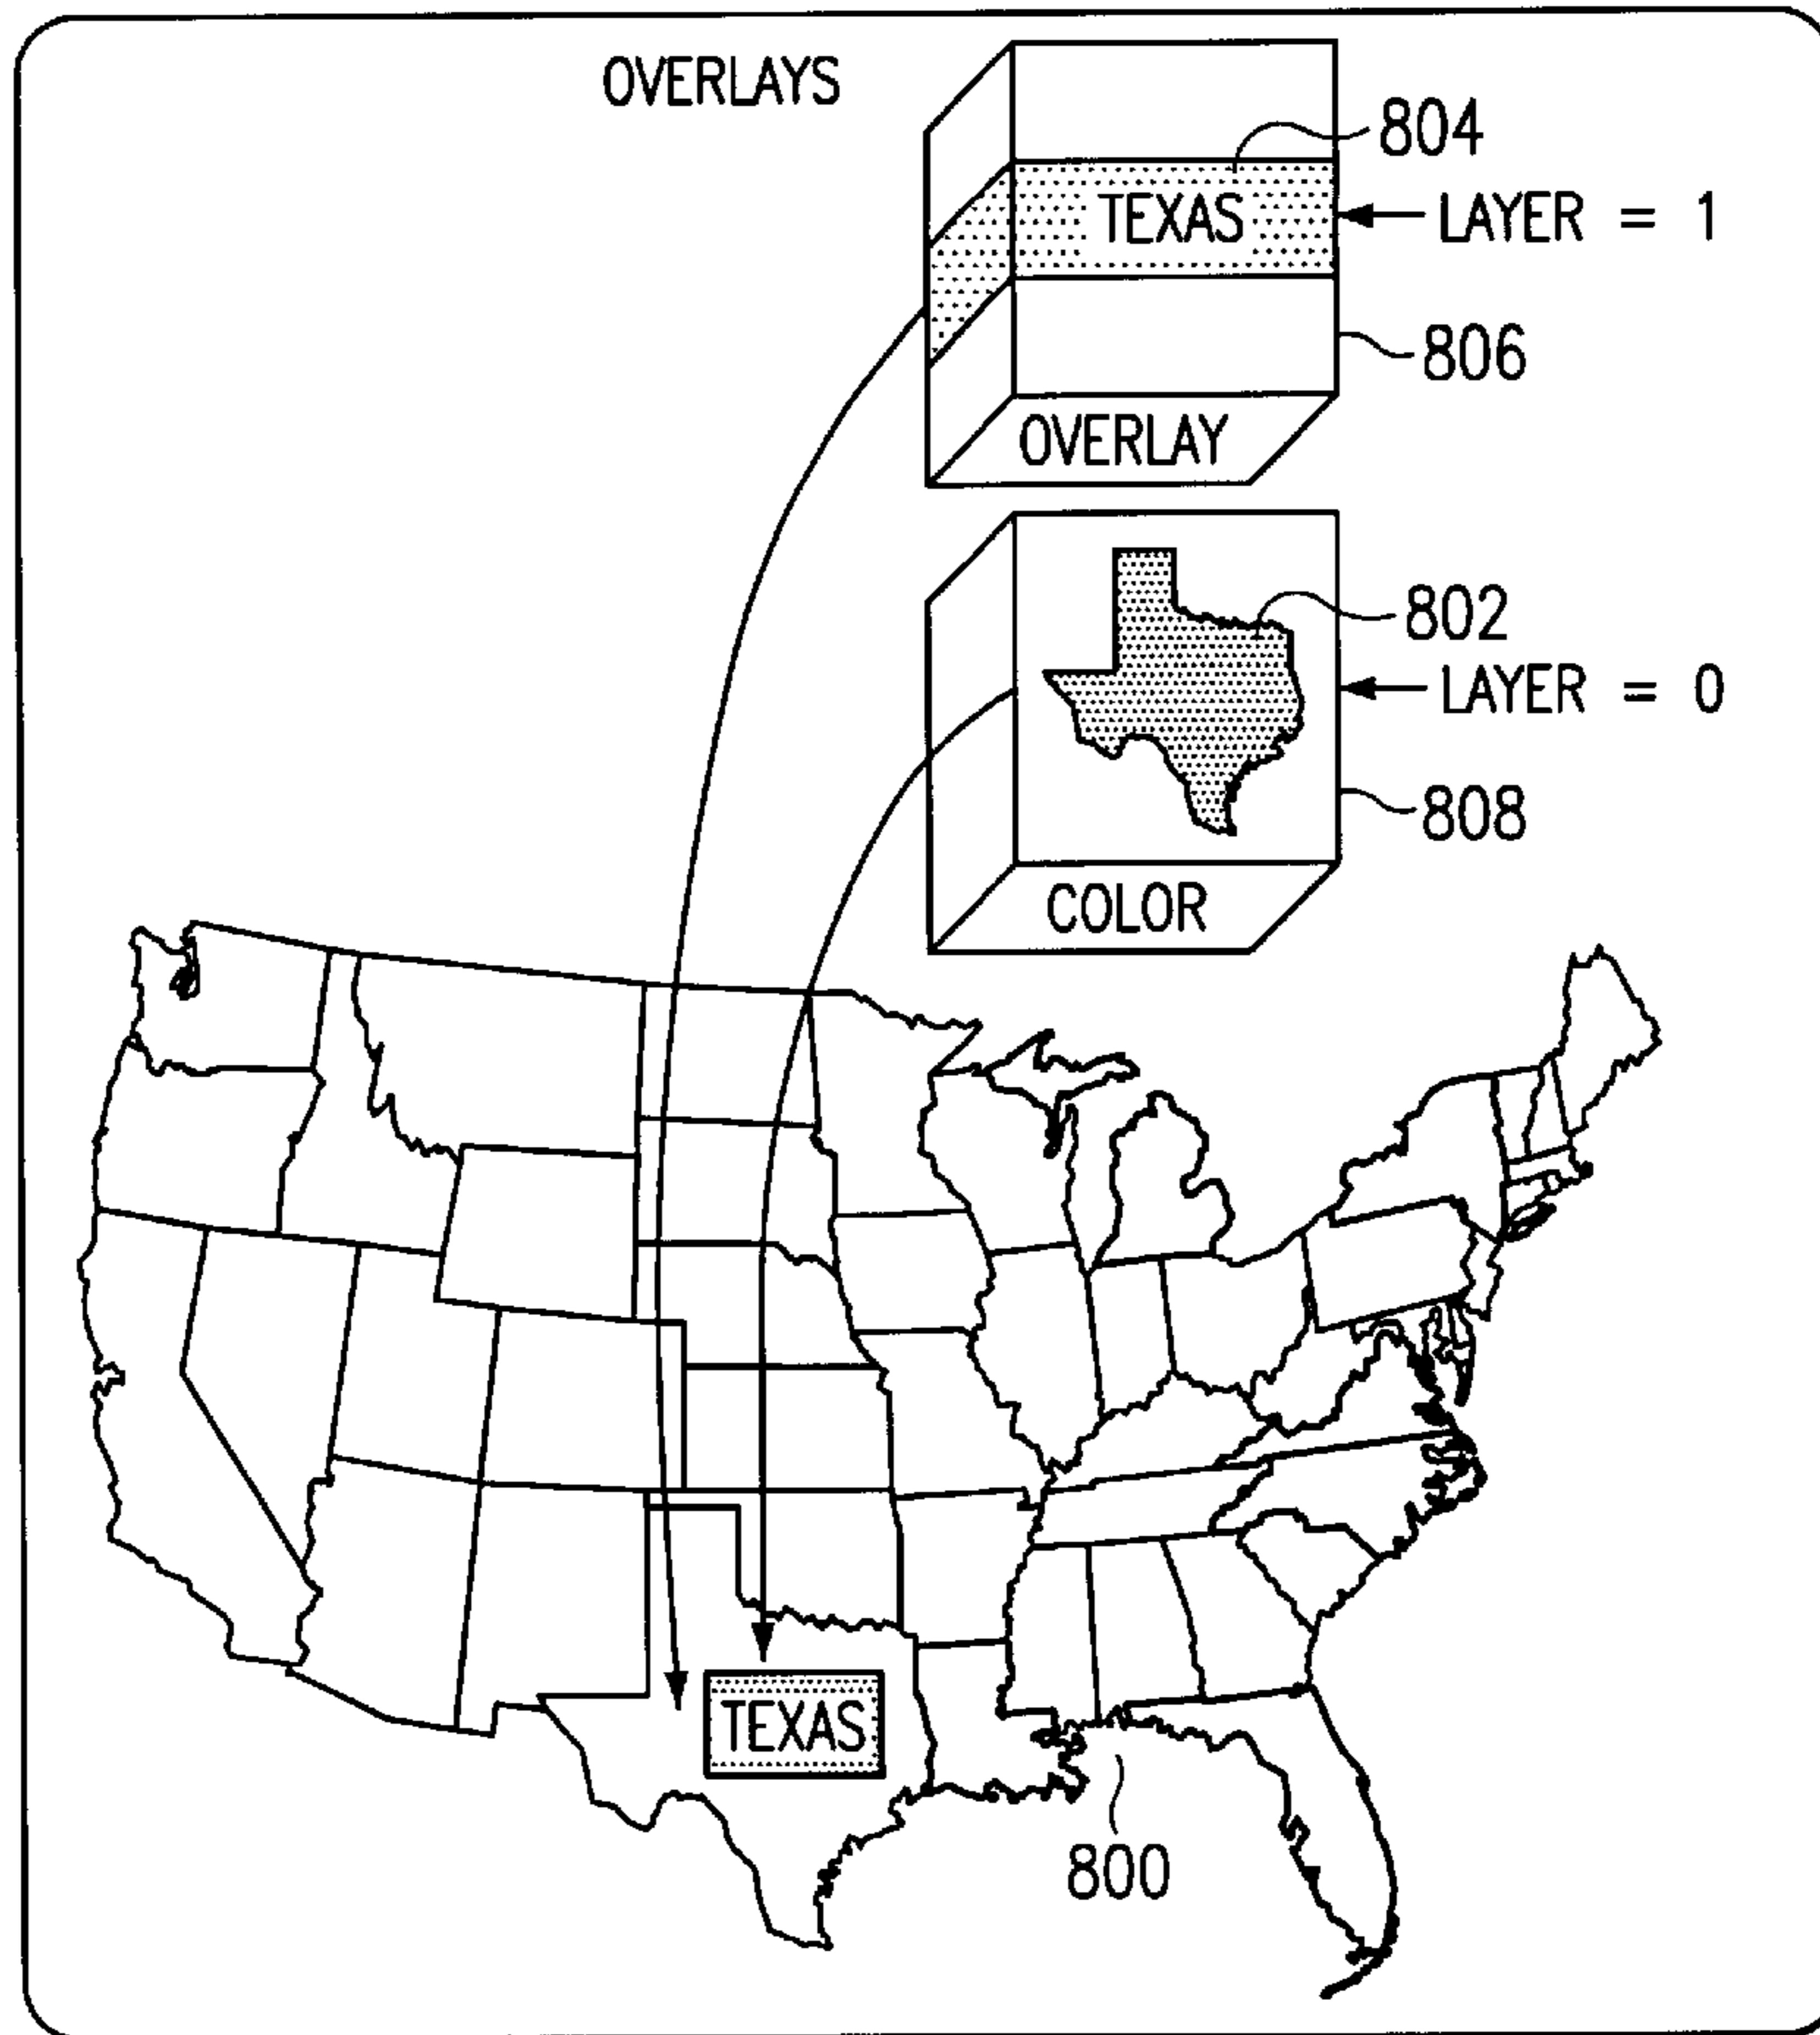 OVERLAYS
804
TEXAS
LAYER = 1
806
OVERLAY
802
LAYER = 0
808
COLOR
TEXAS
800